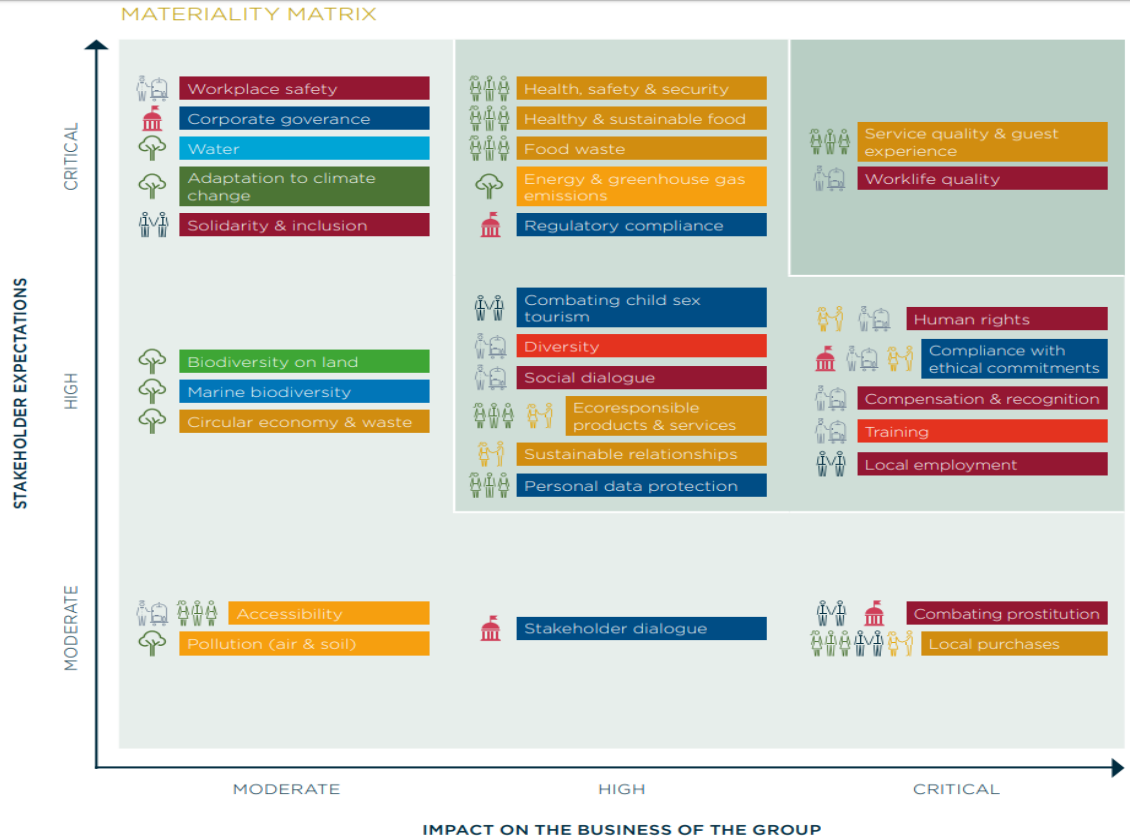 MATERIALITY MATRIX
STAKEHOLDER EXPECTATIONS
CRITICAL
Workplace safety
Corporate goverance
Water
Adaptation to climate
change
Solidarity & inclusion
Health, safety & security
Healthy & sustainable food
Food waste
Energy & greenhouse gas
emissions
Regulatory compliance
Service quality & guest
experience
Worklife quality
HIGH
Biodiversity on land
Marine biodiversity
Circular economy & waste
Combating child sex
tourism
Diversity
Social dialogue
Ecoresponsible
products & services
Sustainable relationships
Personal data protection
Human rights
Compliance with
ethical commitments
Compensation & recognition
Training
Local employment
MODERATE
Accessibility
Pollution (air & soil)
Stakeholder dialogue
Combating prostitution
Local purchases
MODERATE
HIGH
CRITICAL
IMPACT ON THE BUSINESS OF THE GROUP